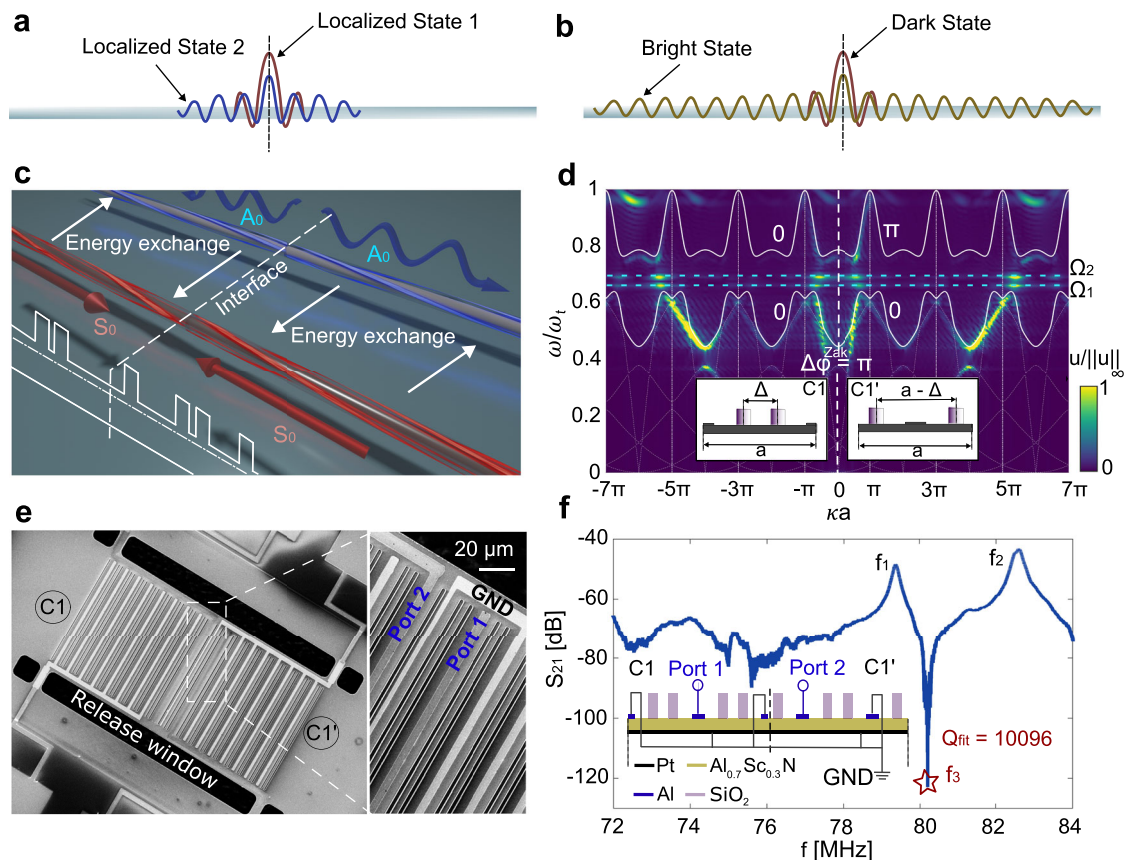 a
Localized State 1
Localized State 2
b
Dark State
Bright State
c
A₀
A₀
Energy exchange
Interface
Energy exchange
S₀
S₀
d
1
0.8
0.6
0.4
0.2
0
ω/ωₜ
0
π
0
0
Ω₂
Ω₁
Δφ^Zak = π
u/||u||∞
1
0
C1
Δ
a
C1'
a - Δ
a
-7π -5π -3π -π 0 π 3π 5π 7π
κa
e
C1
C1'
Release window
20 µm
GND
Port 2
Port 1
f
-40
-60
-80
-100
-120
S₂₁ [dB]
f₁
f₂
C1 Port 1 Port 2 C1'
Q_fit = 10096
f₃
GND
Pt Al₀.₇Sc₀.₃N
Al SiO₂
72 74 76 78 80 82 84
f [MHz]